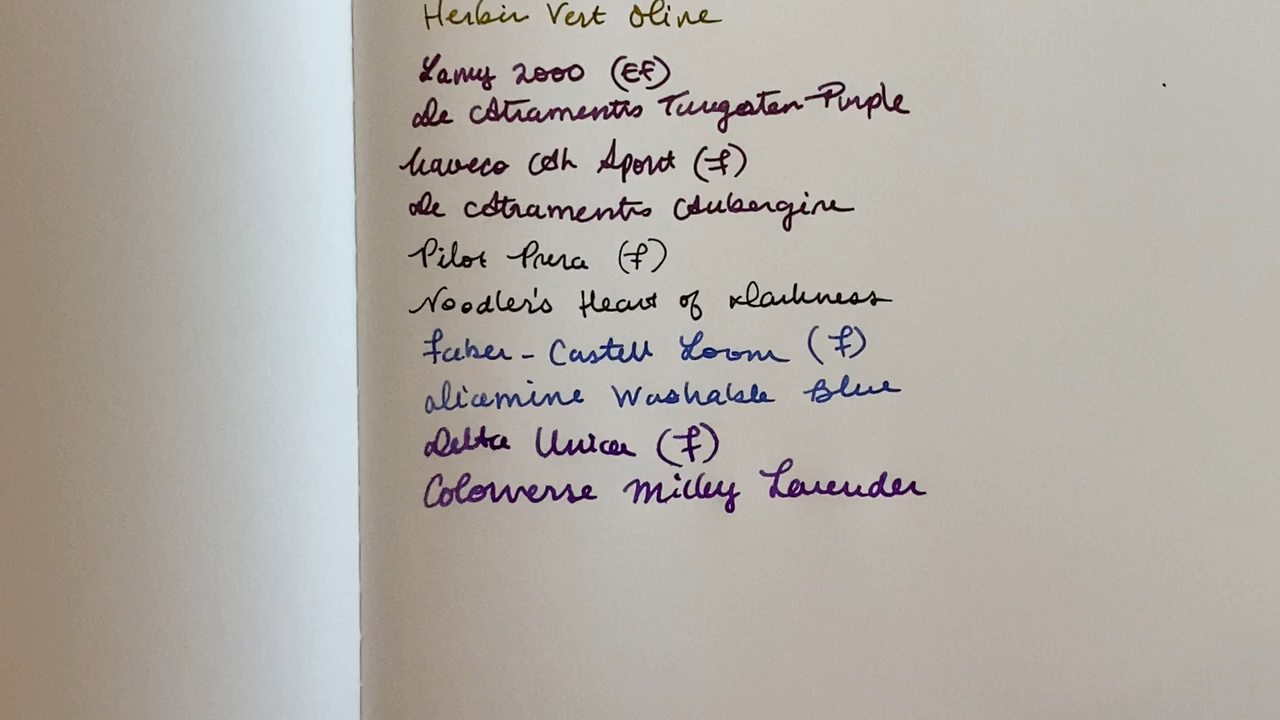 Herbin Vert Olive
Lamy 2000 (EF)
De Atramentis Tungsten-Purple
Kaweco Sport (F)
De Atramentis Aubergine
Pilot Prera (F)
Noodler's Heart of Darkness
Faber-Castell Loom (F)
Diamine Washable Blue
Delta Unica (F)
Colorverse Milky Lavender